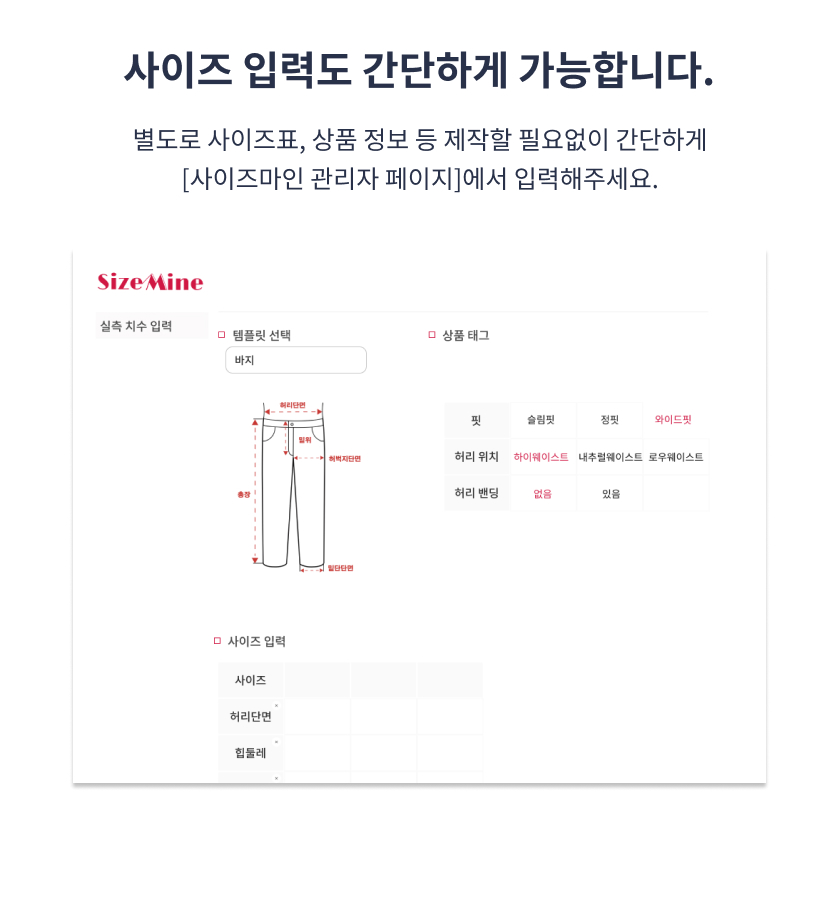 사이즈 입력도 간단하게 가능합니다.
별도로 사이즈표, 상품 정보 등 제작할 필요없이 간단하게
[사이즈마인 관리자 페이지]에서 입력해주세요.
SizeMine
실측 치수 입력
템플릿 선택
바지
상품 태그
허리단면
밑위
허벅지단면
총장
밑단단면
핏 슬림핏 정핏 와이드핏
허리 위치 하이웨이스트 내추럴웨이스트 로우웨이스트
허리 밴딩 없음 있음
사이즈 입력
사이즈
허리단면
힙둘레